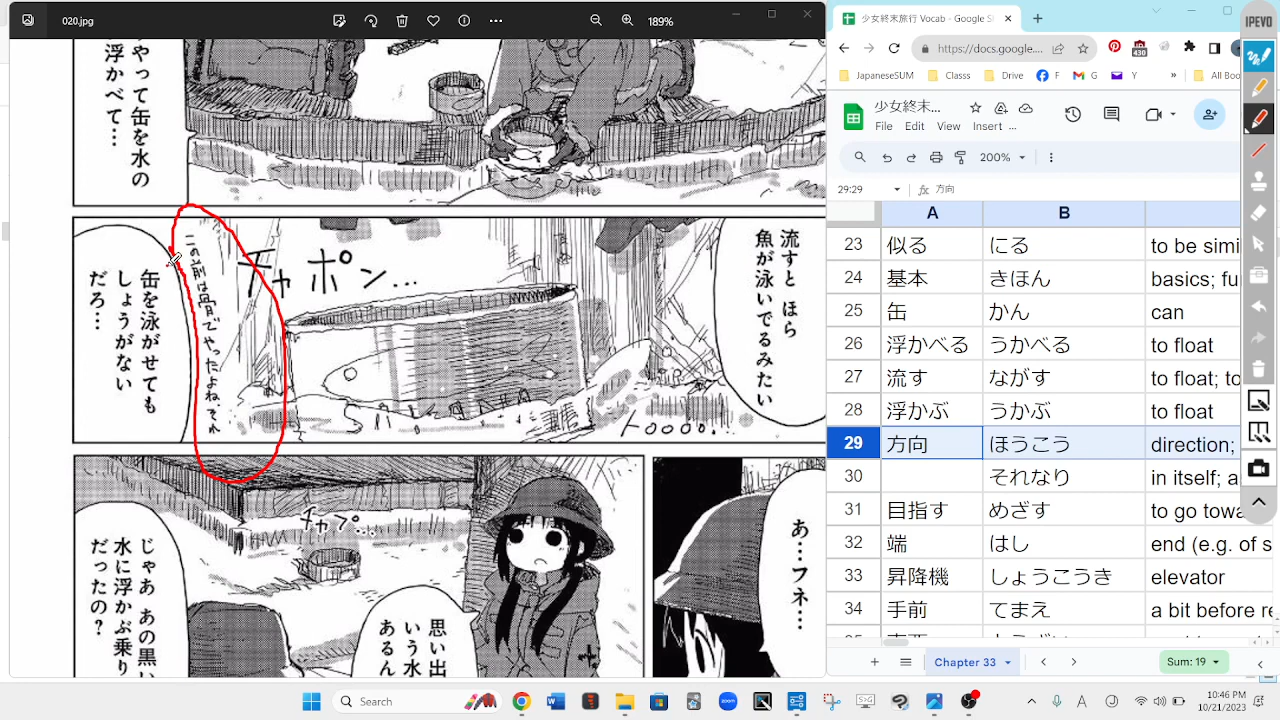 020.jpg
189%
やって缶を水の
浮かべて…
流すと ほら
魚が泳いでるみたい
チャポン…
この前は骨でやったよね、それ
缶を泳がせても
しょうがない
だろ…
トoooo..
あ…フネ…
チャプ…
思い出
いう水
あるん
じゃあ あの黒い
水に浮かぶ乗り
だったの?
少女終末旅行 Vocab - Google S
https://docs.google....
430
JapaneseSUM
Classs
Drive
F
G
Y
»
All Boo
少女終末...
File Edit View Insert ...
200%
29:29
fx 方向
A B
23 似る にる to be simi
24 基本 きほん basics; fu
25 缶 かん can
26 浮かべる うかべる to float
27 流す ながす to float; to
28 浮かぶ うかぶ to float
29 方向 ほうこう direction;
30 それなり in itself; a
31 目指す めざす to go towa
32 端 はし end (e.g. of s
33 昇降機 しょうこうき elevator
34 手前 てまえ a bit before re
Chapter 33
Sum: 19
IPEVO
Search
zoom
A
10:46 PM
10/21/2023